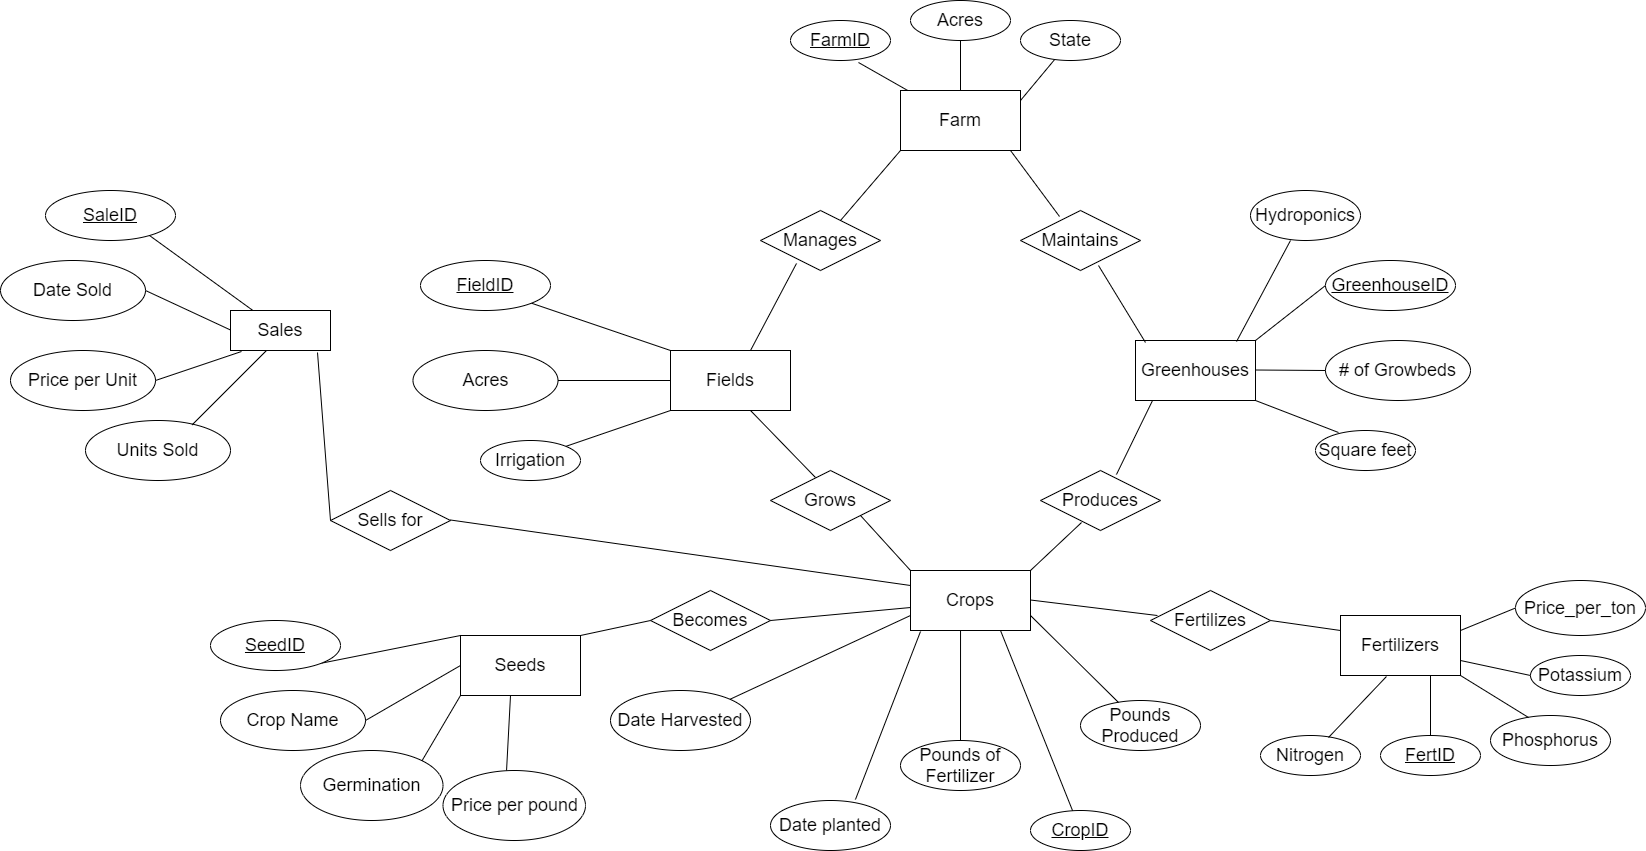 Acres
FarmID
State
Farm
SaleID
Hydroponics
Manages
Maintains
Date Sold
FieldID
GreenhouseID
Sales
Price per Unit
Acres
Fields
Greenhouses
# of Growbeds
Units Sold
Irrigation
Square feet
Grows
Produces
Sells for
Crops
Price_per_ton
Becomes
Fertilizes
SeedID
Seeds
Fertilizers
Potassium
Crop Name
Date Harvested
Pounds
Produced
Phosphorus
Nitrogen
FertID
Pounds of
Fertilizer
Germination
Price per pound
Date planted
CropID